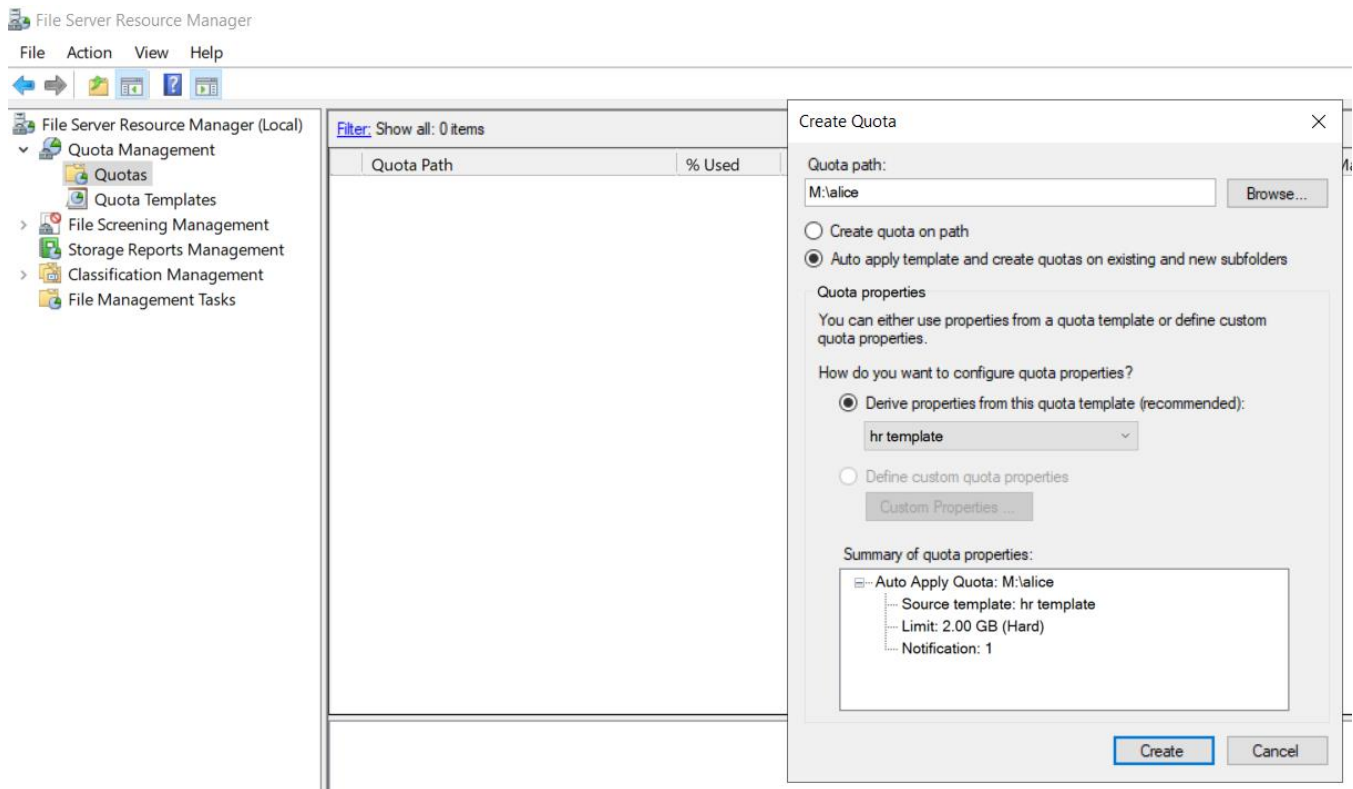 File Server Resource Manager
File Action View Help
File Server Resource Manager (Local)
Quota Management
Quotas
Quota Templates
File Screening Management
Storage Reports Management
Classification Management
File Management Tasks
Filter: Show all: 0 items
Quota Path % Used
Create Quota
Quota path:
M:\alice
Browse...
Create quota on path
Auto apply template and create quotas on existing and new subfolders
Quota properties
You can either use properties from a quota template or define custom
quota properties.
How do you want to configure quota properties?
Derive properties from this quota template (recommended):
hr template
Define custom quota properties
Custom Properties ...
Summary of quota properties:
Auto Apply Quota: M:\alice
Source template: hr template
Limit: 2.00 GB (Hard)
Notification: 1
Create Cancel